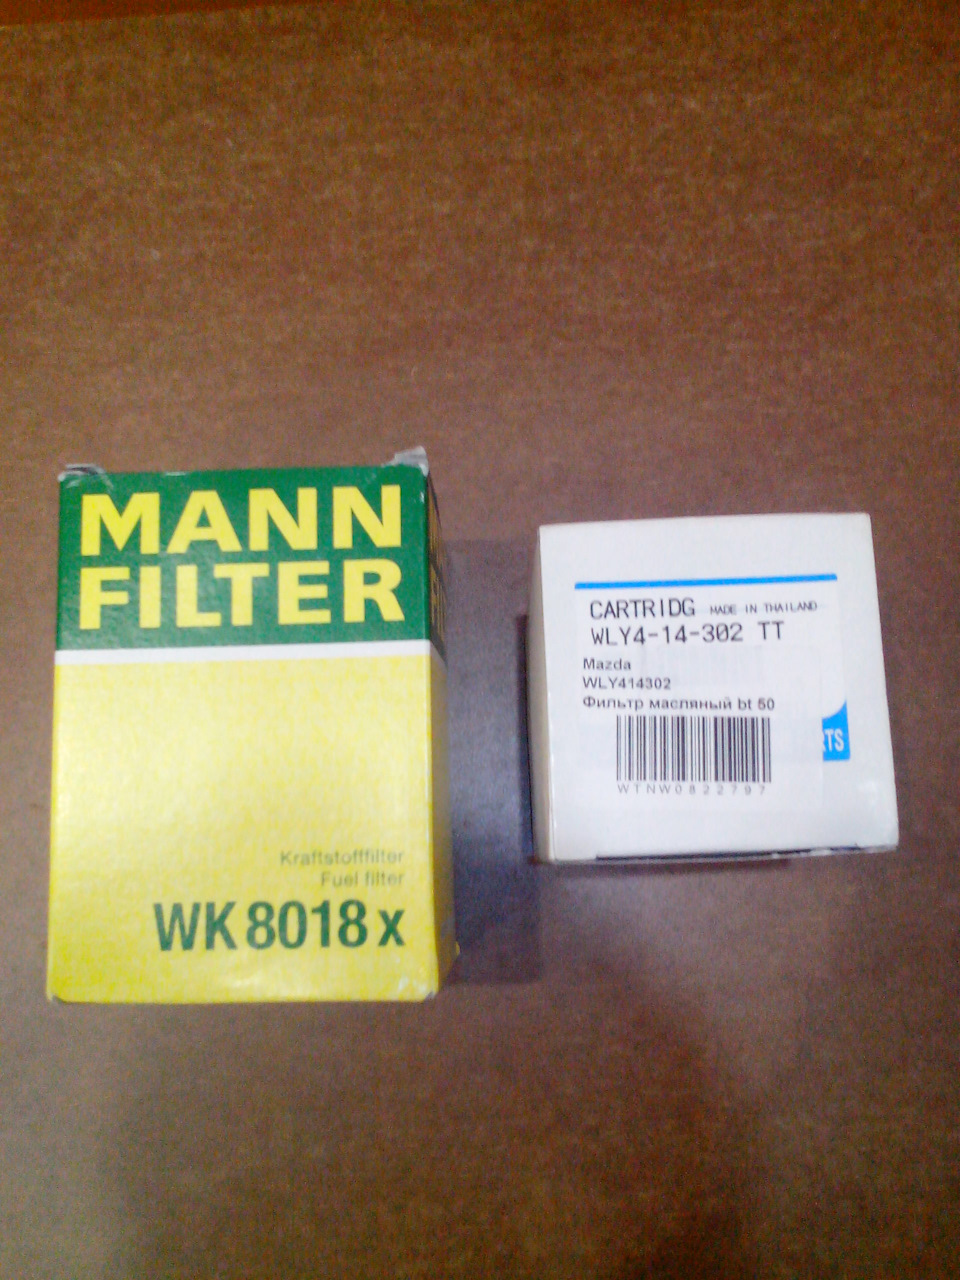 MANN
FILTER
Kraftstofffilter
Fuel filter
WK 8018 x
CARTRIDG MADE IN THAILAND
WLY4-14-302 TT
Mazda
WLY414302
Фильтр масляный bt 50
RTS
WTNW0822797